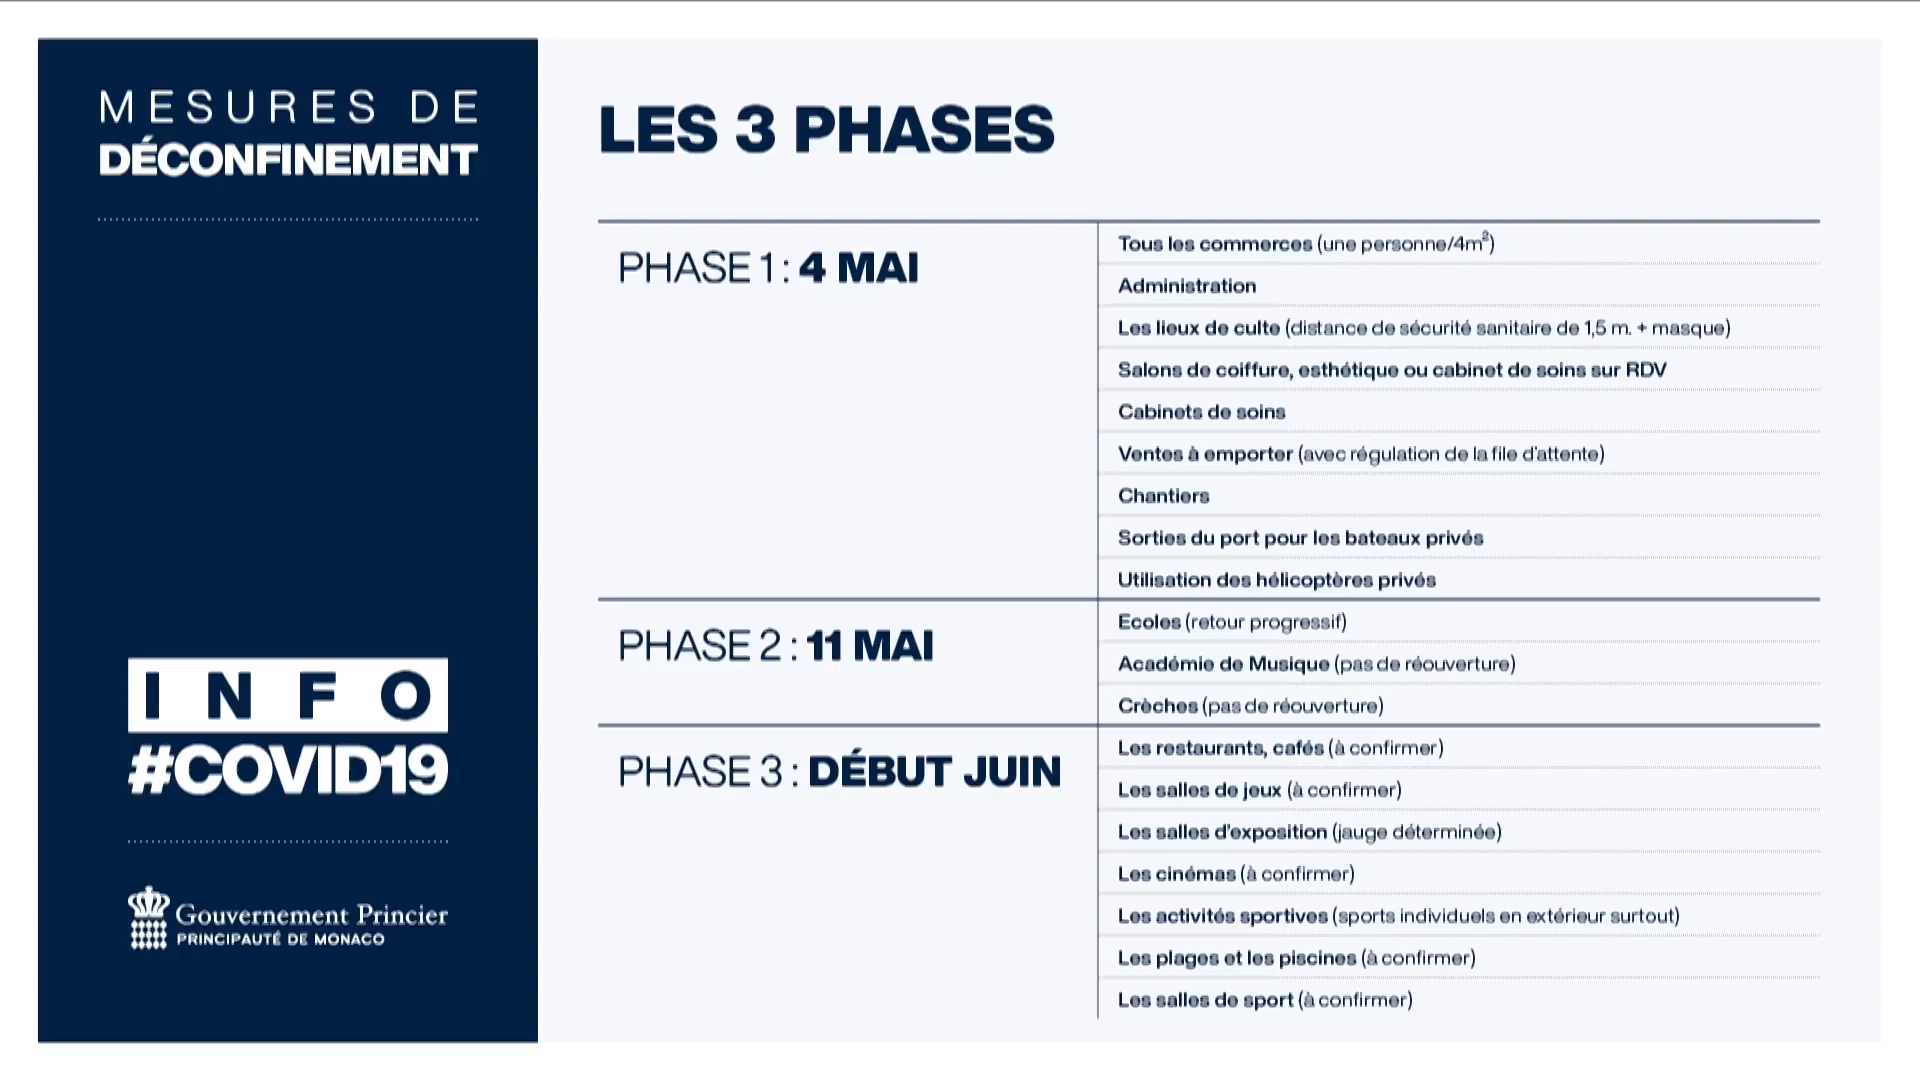 MESURES DE
DÉCONFINEMENT
INFO
#COVID19
Gouvernement Princier
PRINCIPAUTÉ DE MONACO
LES 3 PHASES
PHASE 1 : 4 MAI
Tous les commerces (une personne/4m²)
Administration
Les lieux de culte (distance de sécurité sanitaire de 1,5 m. + masque)
Salons de coiffure, esthétique ou cabinet de soins sur RDV
Cabinets de soins
Ventes à emporter (avec régulation de la file d'attente)
Chantiers
Sorties du port pour les bateaux privés
Utilisation des hélicoptères privés
PHASE 2 : 11 MAI
Ecoles (retour progressif)
Académie de Musique (pas de réouverture)
Crèches (pas de réouverture)
PHASE 3 : DÉBUT JUIN
Les restaurants, cafés (à confirmer)
Les salles de jeux (à confirmer)
Les salles d'exposition (jauge déterminée)
Les cinémas (à confirmer)
Les activités sportives (sports individuels en extérieur surtout)
Les plages et les piscines (à confirmer)
Les salles de sport (à confirmer)